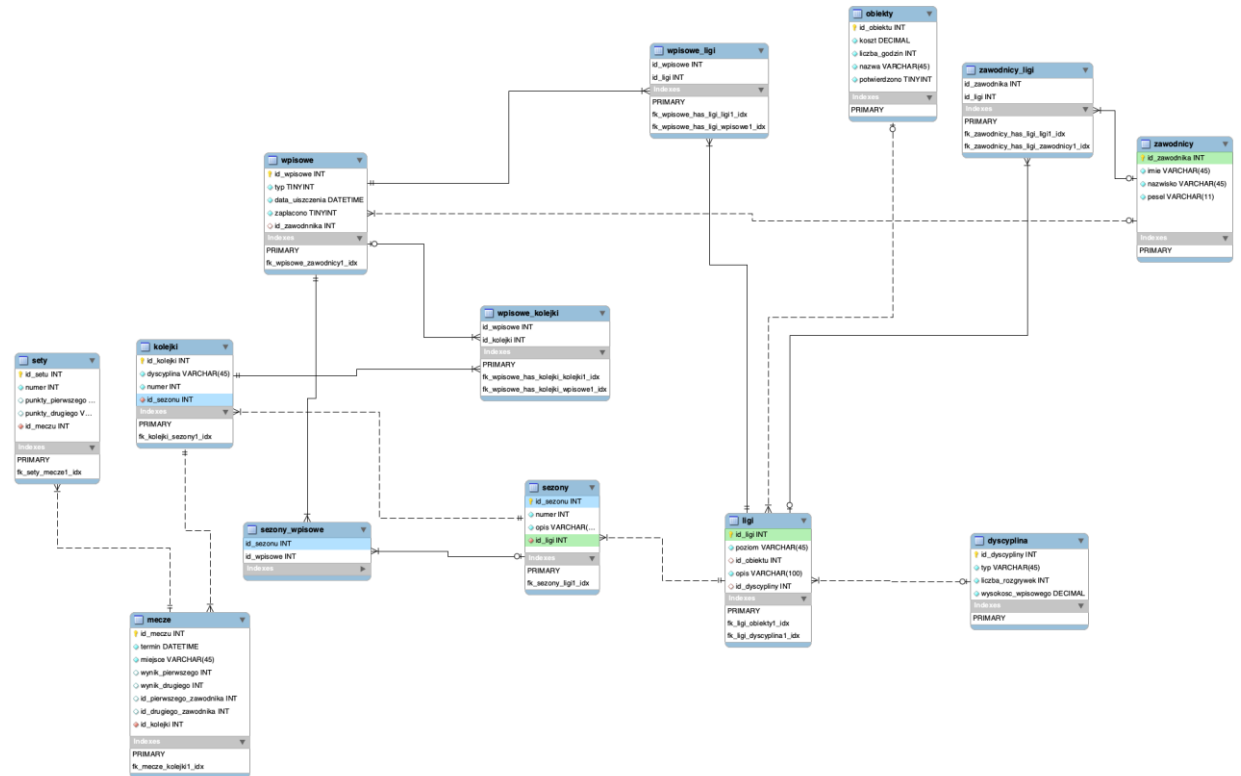 obiekty
id_obiektu INT
koszt DECIMAL
liczba_godzin INT
nazwa VARCHAR(45)
potwierdzono TINYINT
Indexes
PRIMARY
wpisowe_ligi
id_wpisowe INT
id_ligi INT
Indexes
PRIMARY
fk_wpisowe_has_ligi_ligi1_idx
fk_wpisowe_has_ligi_wpisowe1_idx
zawodnicy_ligi
id_zawodnika INT
id_ligi INT
Indexes
PRIMARY
fk_zawodnicy_has_ligi_ligi1_idx
fk_zawodnicy_has_ligi_zawodnicy1_idx
zawodnicy
id_zawodnika INT
imie VARCHAR(45)
nazwisko VARCHAR(45)
pesel VARCHAR(11)
Indexes
PRIMARY
wpisowe
id_wpisowe INT
typ TINYINT
data_uiszczenia DATETIME
zaplacono TINYINT
id_zawodnnika INT
Indexes
PRIMARY
fk_wpisowe_zawodnicy1_idx
wpisowe_kolejki
id_wpisowe INT
id_kolejki INT
Indexes
PRIMARY
fk_wpisowe_has_kolejki_kolejki1_idx
fk_wpisowe_has_kolejki_wpisowe1_idx
kolejki
id_kolejki INT
dyscyplina VARCHAR(45)
numer INT
id_sezonu INT
Indexes
PRIMARY
fk_kolejki_sezony1_idx
sety
id_setu INT
numer INT
punkty_pierwszego ...
punkty_drugiego V...
id_meczu INT
Indexes
PRIMARY
fk_sety_mecze1_idx
sezony
id_sezonu INT
numer INT
opis VARCHAR(...
id_ligi INT
Indexes
PRIMARY
fk_sezony_ligi1_idx
sezony_wpisowe
id_sezonu INT
id_wpisowe INT
Indexes
ligi
id_ligi INT
poziom VARCHAR(45)
id_obiektu INT
opis VARCHAR(100)
id_dyscypliny INT
Indexes
PRIMARY
fk_ligi_obiekty1_idx
fk_ligi_dyscyplina1_idx
dyscyplina
id_dyscypliny INT
typ VARCHAR(45)
liczba_rozgrywek INT
wysokosc_wpisowego DECIMAL
Indexes
PRIMARY
mecze
id_meczu INT
termin DATETIME
miejsce VARCHAR(45)
wynik_pierwszego INT
wynik_drugiego INT
id_pierwszego_zawodnika INT
id_drugiego_zawodnika INT
id_kolejki INT
Indexes
PRIMARY
fk_mecze_kolejki1_idx